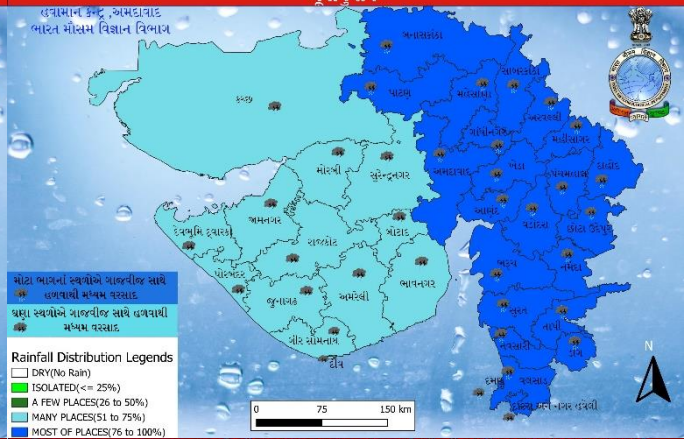 હવામાન કેન્દ્ર ,અમદાવાદ
ભારત મૌસમ વિજ્ઞાન વિભાગ
બનાસકાંઠા
પાટણ
મહેસાણા
સાબરકાંઠા
અરવલ્લી
ગાંધીનગર
મહીસાગર
કચ્છ
મોરબી
સુરેન્દ્રનગર
અમદાવાદ
ખેડા
પંચમહાલ
દાહોદ
આણંદ
વડોદરા
છોટા ઉદેપુર
દેવભૂમિ દ્વારકા
જામનગર
રાજકોટ
બોટાદ
પોરબંદર
જુનાગઢ
અમરેલી
ભાવનગર
ગીર સોમનાથ
દીવ
ભરૂચ
નર્મદા
સુરત
તાપી
નવસારી
ડાંગ
દમણ
વલસાડ
દાદરા અને નગર હવેલી
મોટા ભાગનાં સ્થળોએ ગાજવીજ સાથે
હળવાથી મધ્યમ વરસાદ
ઘણા સ્થળોએ ગાજવીજ સાથે હળવાથી
મધ્યમ વરસાદ
Rainfall Distribution Legends
DRY(No Rain)
ISOLATED(<= 25%)
A FEW PLACES(26 to 50%)
MANY PLACES(51 to 75%)
MOST OF PLACES(76 to 100%)
0 75 150 km
N